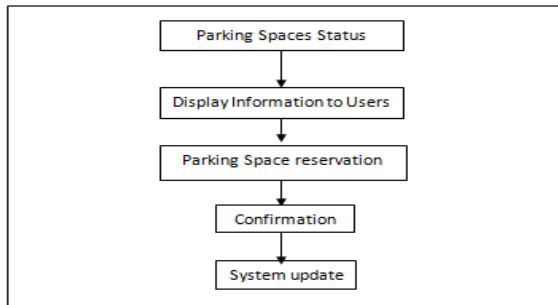 Parking Spaces Status
Display Information to Users
Parking Space reservation
Confirmation
System update